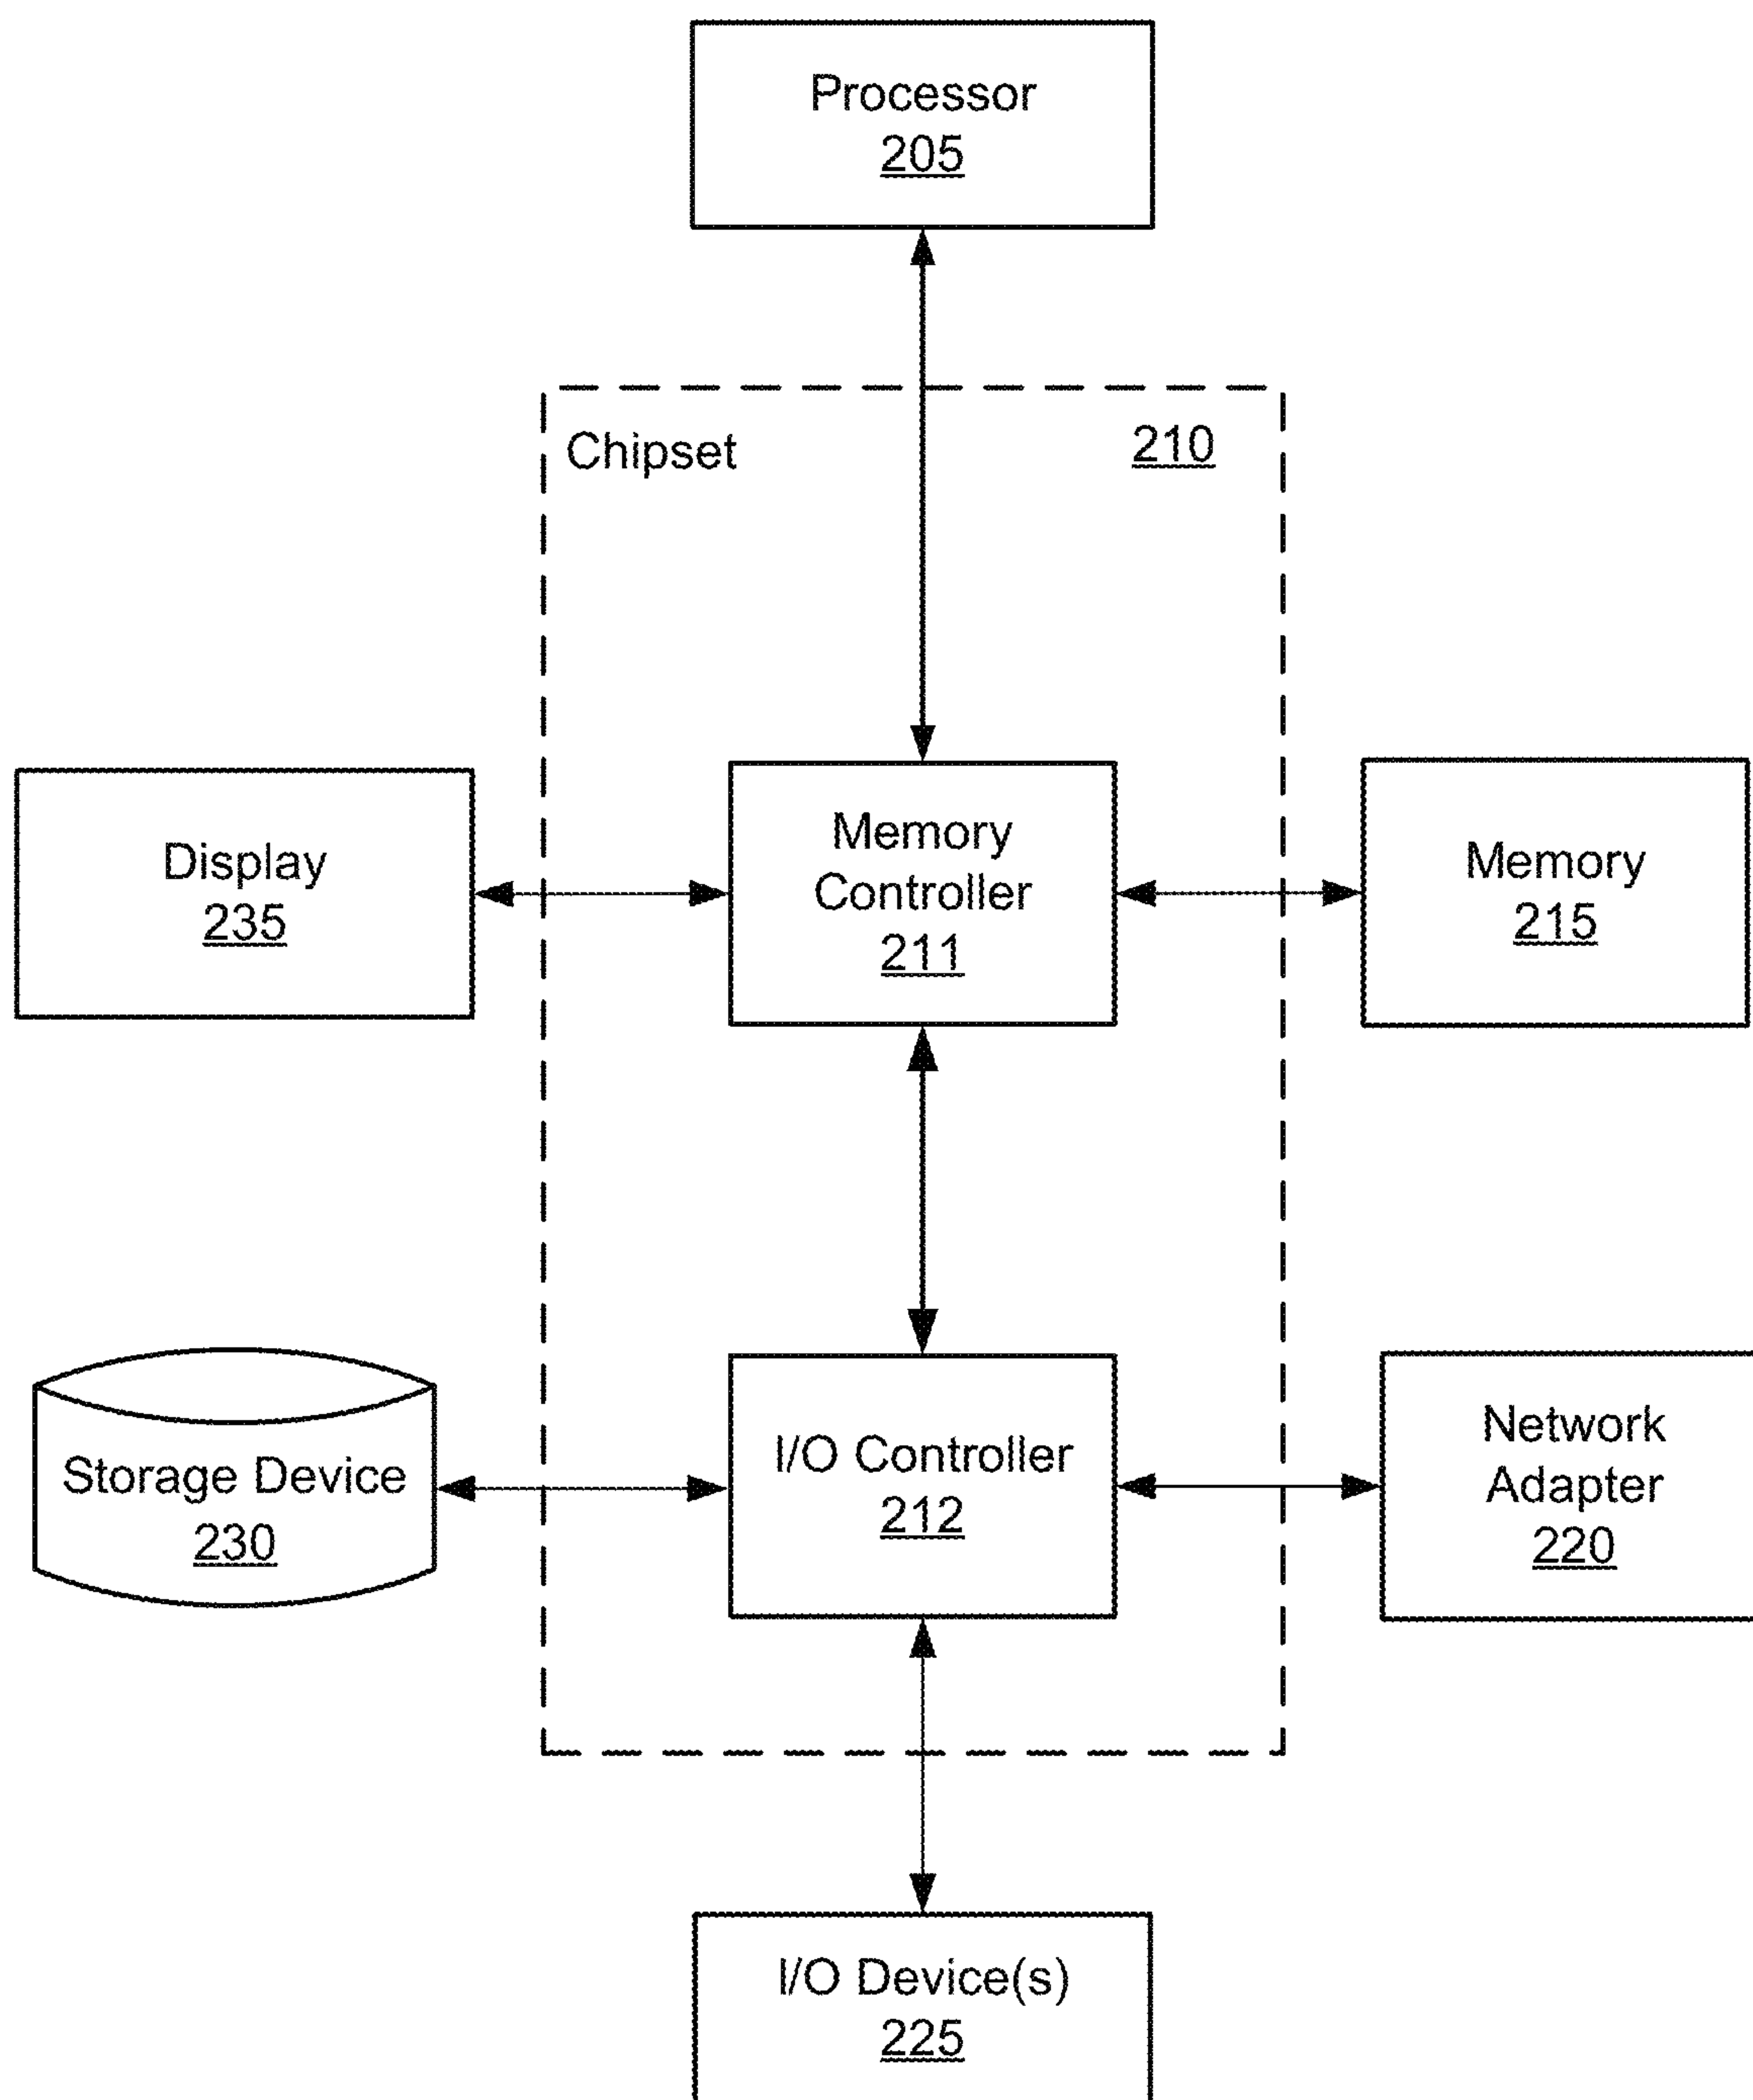 Processor
205
Chipset
210
Display
235
Memory
Controller
211
Memory
215
Storage Device
230
I/O Controller
212
Network
Adapter
220
I/O Device(s)
225